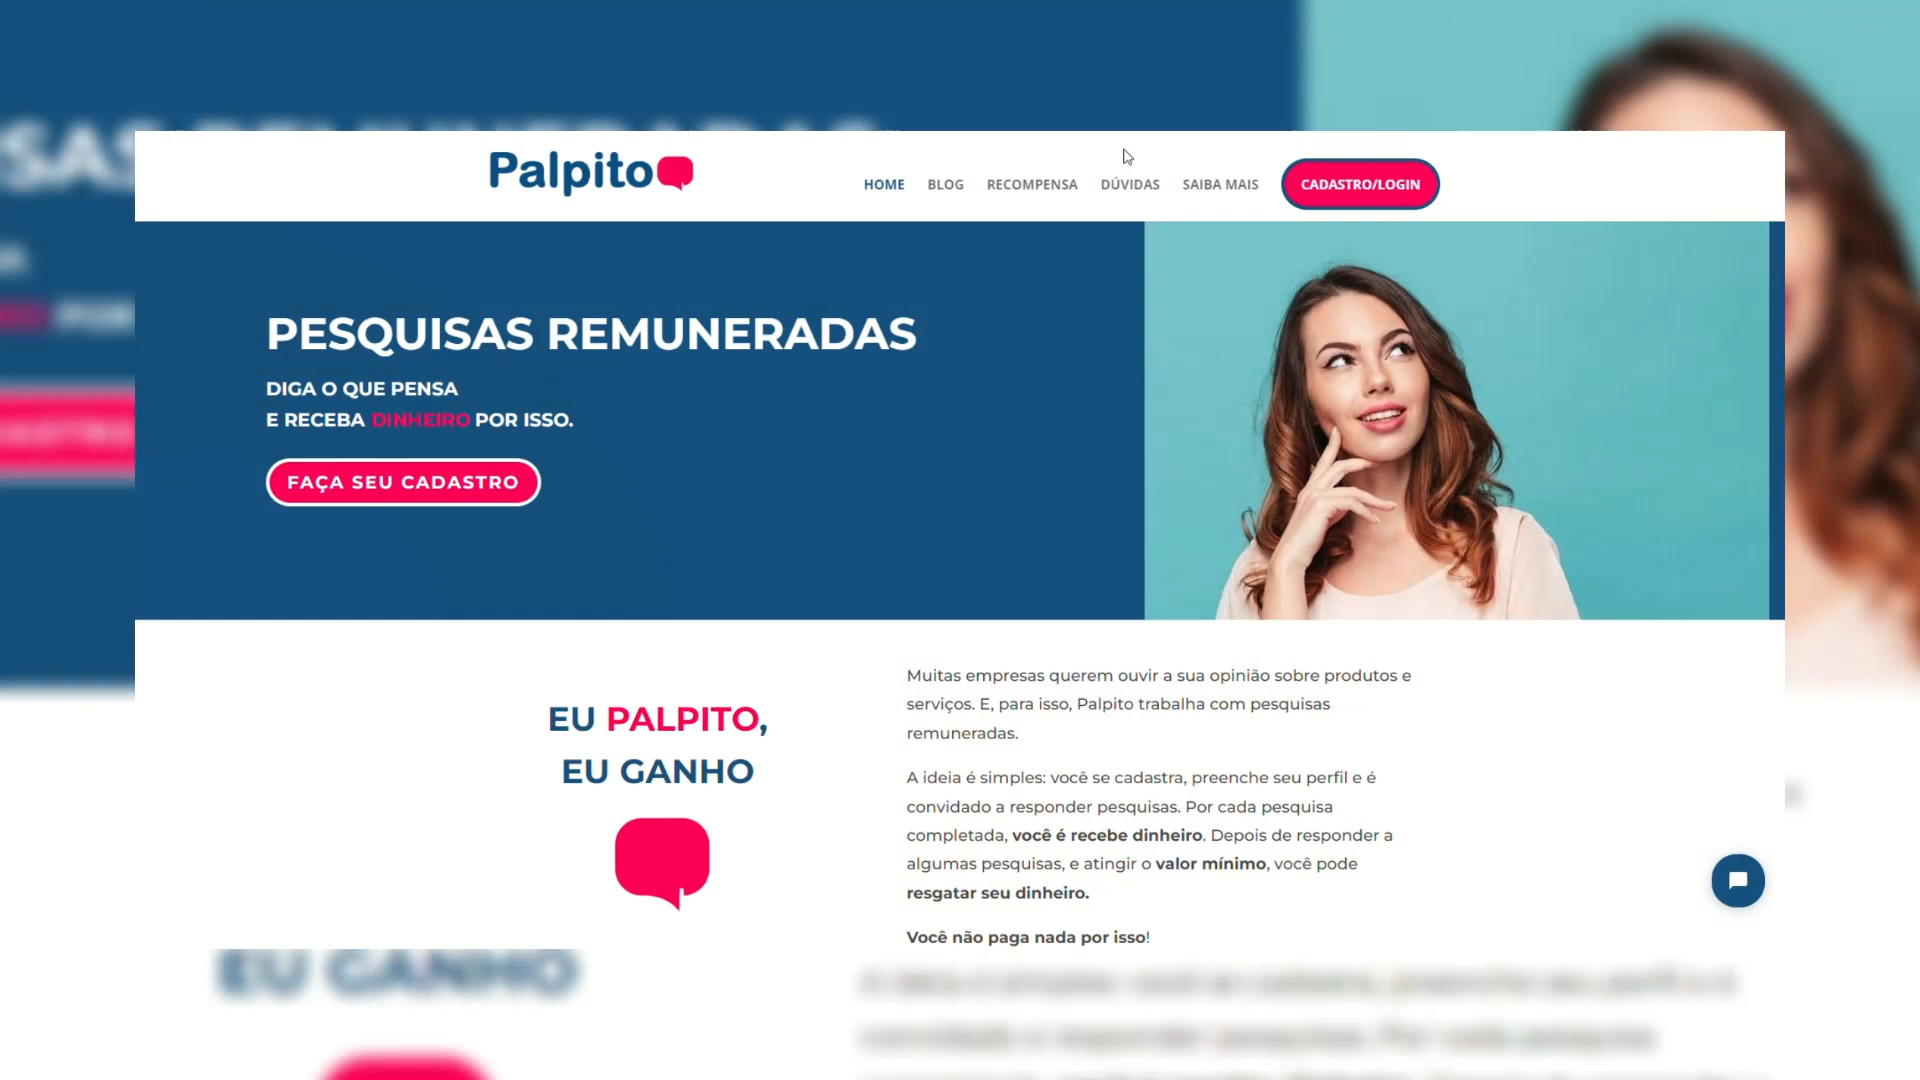 Palpito
HOME BLOG RECOMPENSA DÚVIDAS SAIBA MAIS CADASTRO/LOGIN
PESQUISAS REMUNERADAS
DIGA O QUE PENSA
E RECEBA DINHEIRO POR ISSO.
FAÇA SEU CADASTRO
EU PALPITO,
EU GANHO
Muitas empresas querem ouvir a sua opinião sobre produtos e
serviços. E, para isso, Palpito trabalha com pesquisas
remuneradas.
A ideia é simples: você se cadastra, preenche seu perfil e é
convidado a responder pesquisas. Por cada pesquisa
completada, você é recebe dinheiro. Depois de responder a
algumas pesquisas, e atingir o valor mínimo, você pode
resgatar seu dinheiro.
Você não paga nada por isso!
EU GANHO